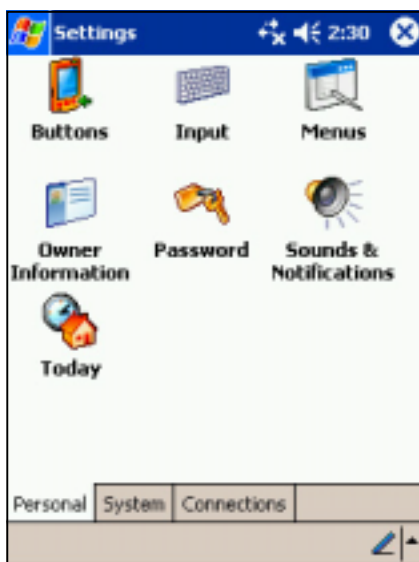 Settings 2:30
Buttons Input Menus
Owner Information Password Sounds & Notifications
Today
Personal System Connections